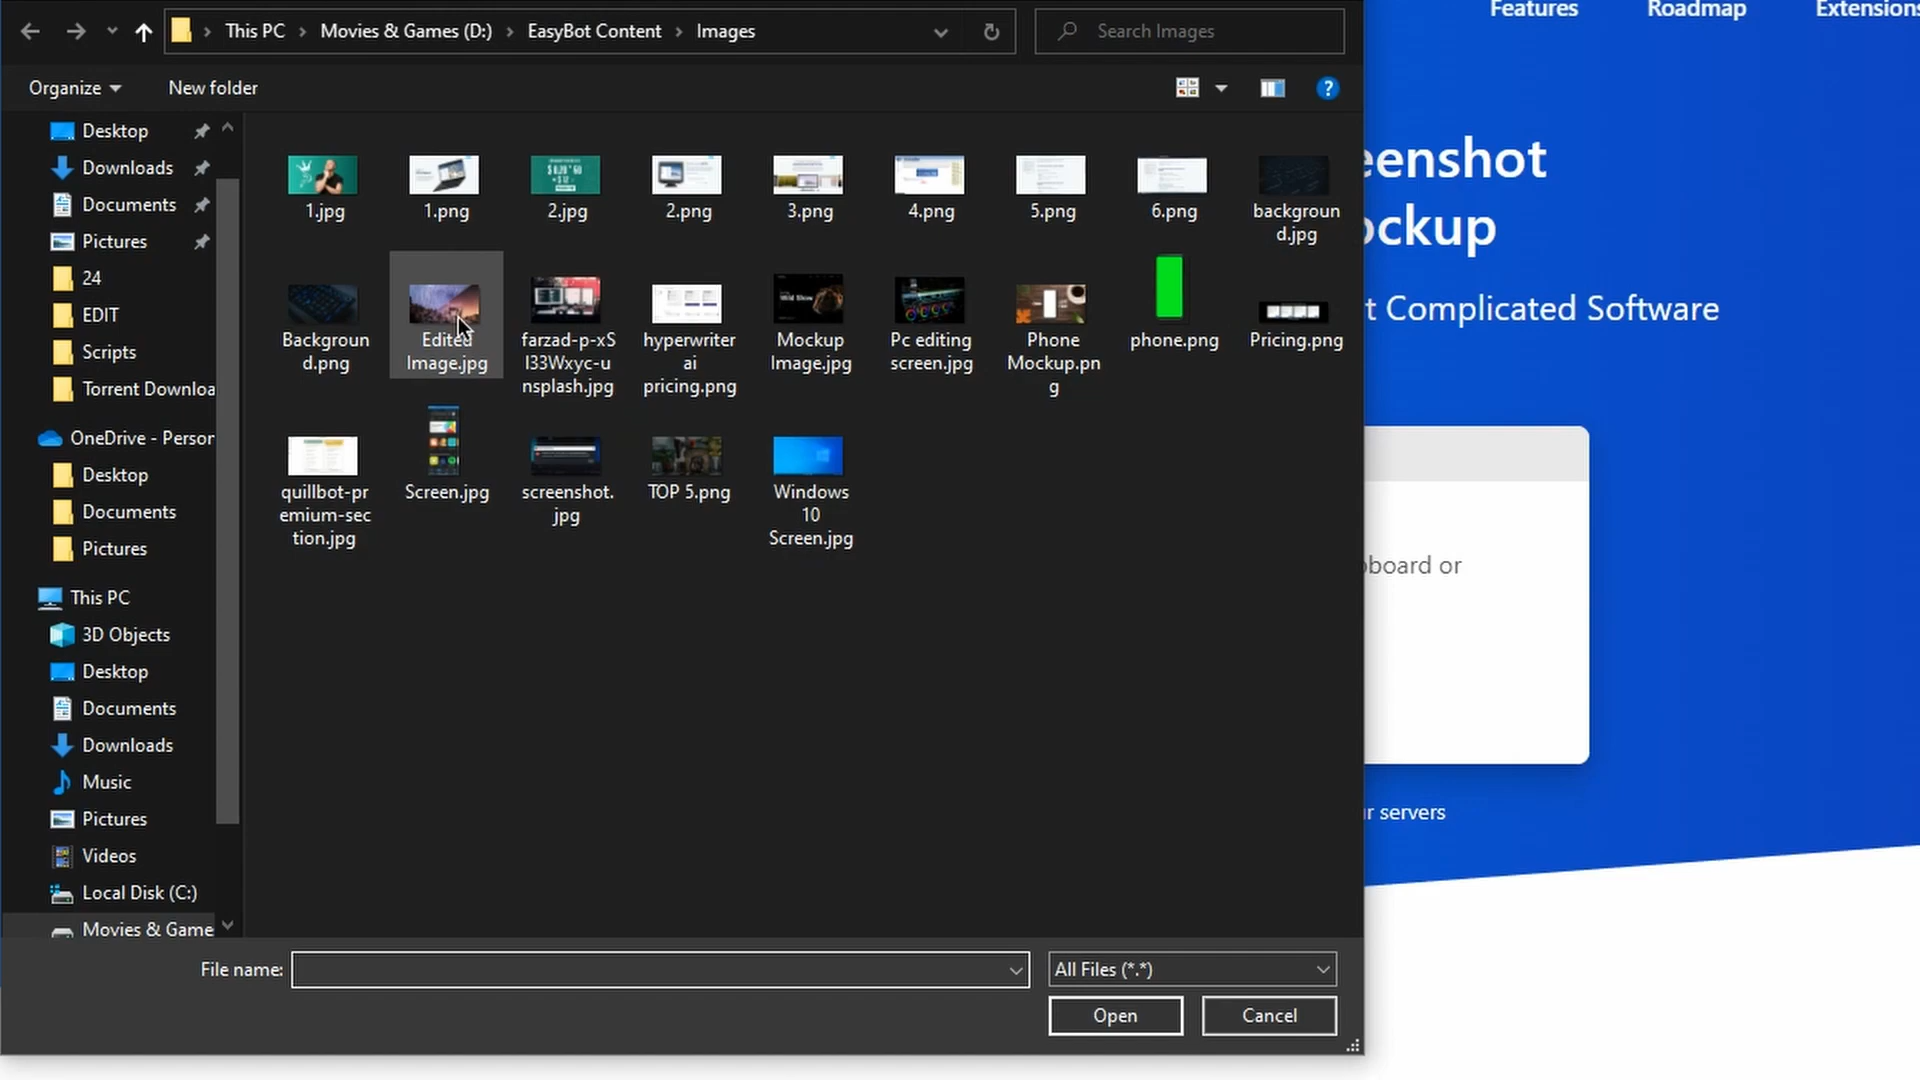 This PC
Movies & Games (D:)
EasyBot Content
Images
Search Images
Features
Roadmap
Extensions
Organize
New folder
?
Desktop
Downloads
Documents
Pictures
24
EDIT
Scripts
Torrent Downloa
OneDrive - Person
Desktop
Documents
Pictures
This PC
3D Objects
Desktop
Documents
Downloads
Music
Pictures
Videos
Local Disk (C:)
Movies & Game
1.jpg
1.png
2.jpg
2.png
3.png
4.png
5.png
6.png
backgroun
d.jpg
Backgroun
d.png
Edited
Image.jpg
farzad-p-xS
l33Wxyc-u
nsplash.jpg
hyperwriter
ai
pricing.png
Mockup
Image.jpg
Pc editing
screen.jpg
Phone
Mockup.pn
g
phone.png
Pricing.png
quillbot-pr
emium-sec
tion.jpg
Screen.jpg
screenshot.
jpg
TOP 5.png
Windows
10
Screen.jpg
eenshot
ockup
t Complicated Software
board or
r servers
File name:
All Files (*.*)
Open
Cancel